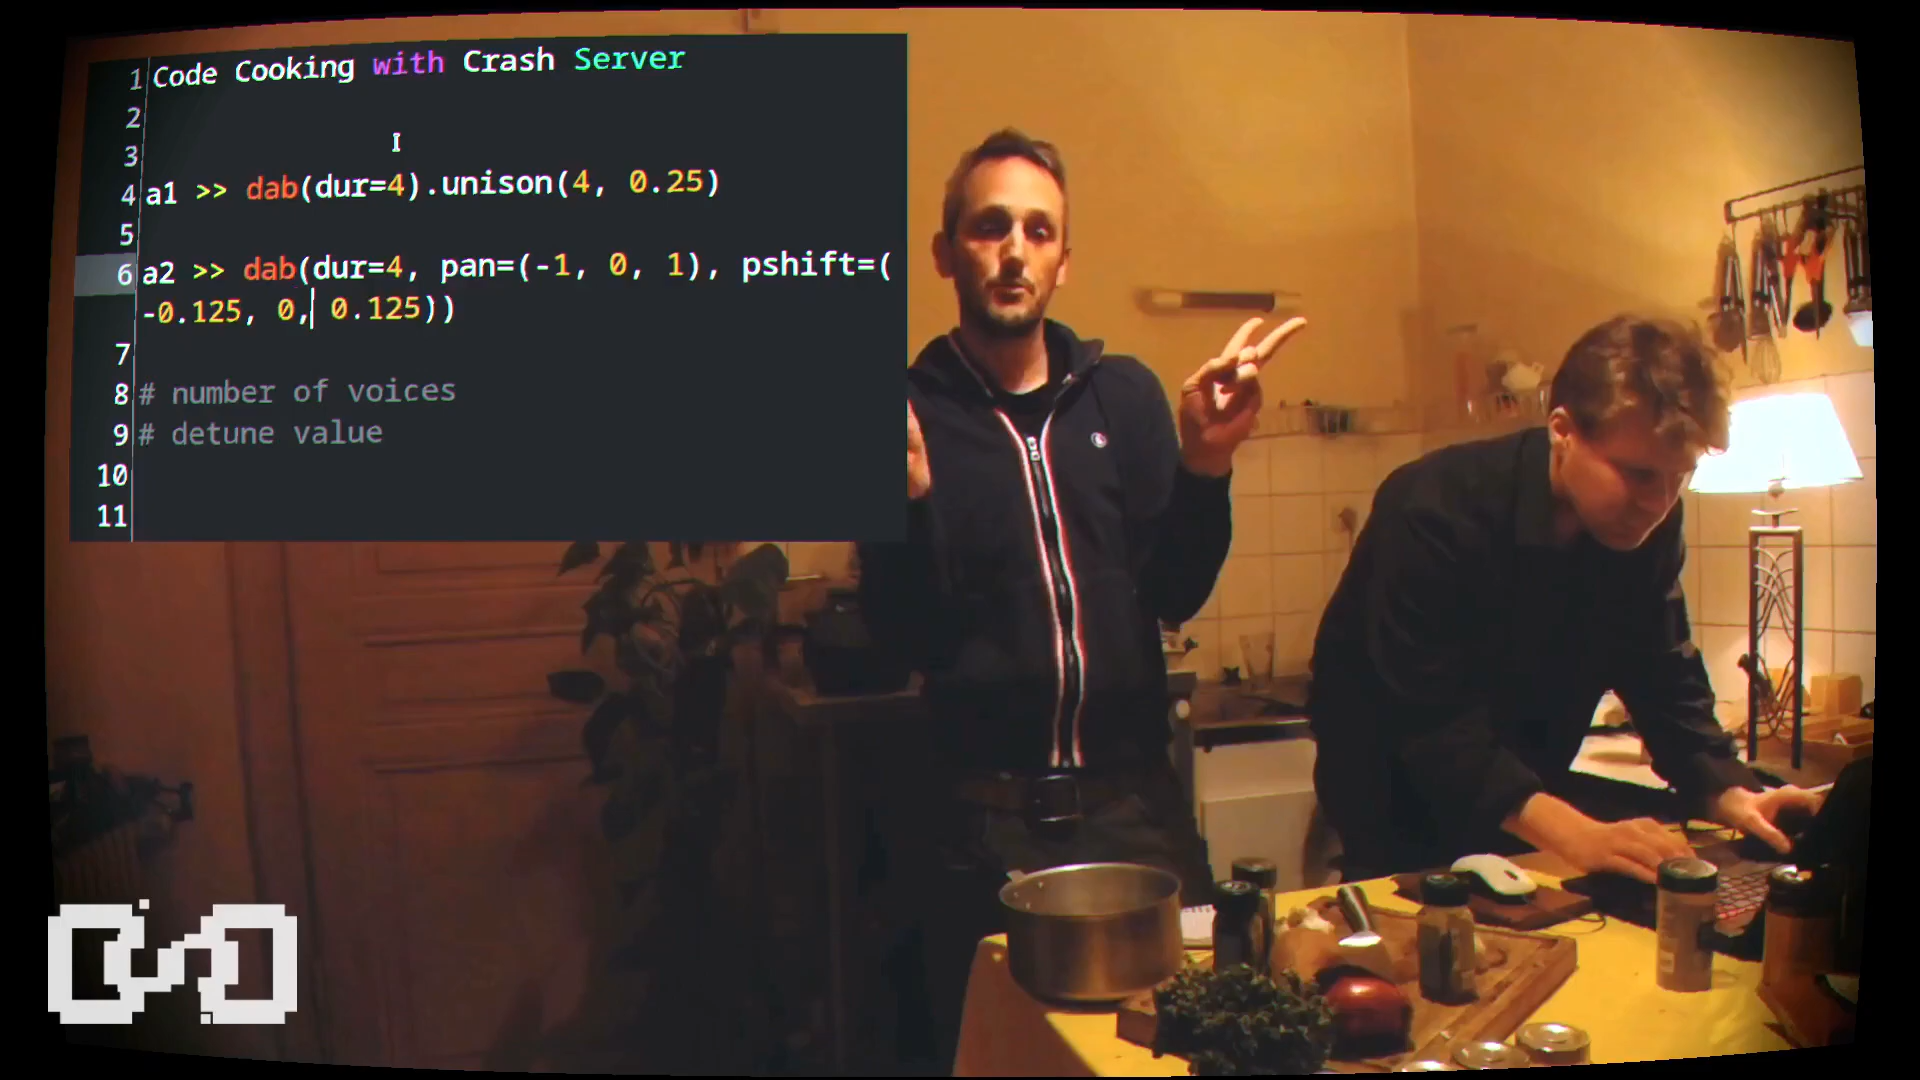 1 Code Cooking with Crash Server
2
3
4 a1 >> dab(dur=4).unison(4, 0.25)
5
6 a2 >> dab(dur=4, pan=(-1, 0, 1), pshift=(
-0.125, 0, 0.125))
7
8 # number of voices
9 # detune value
10
11